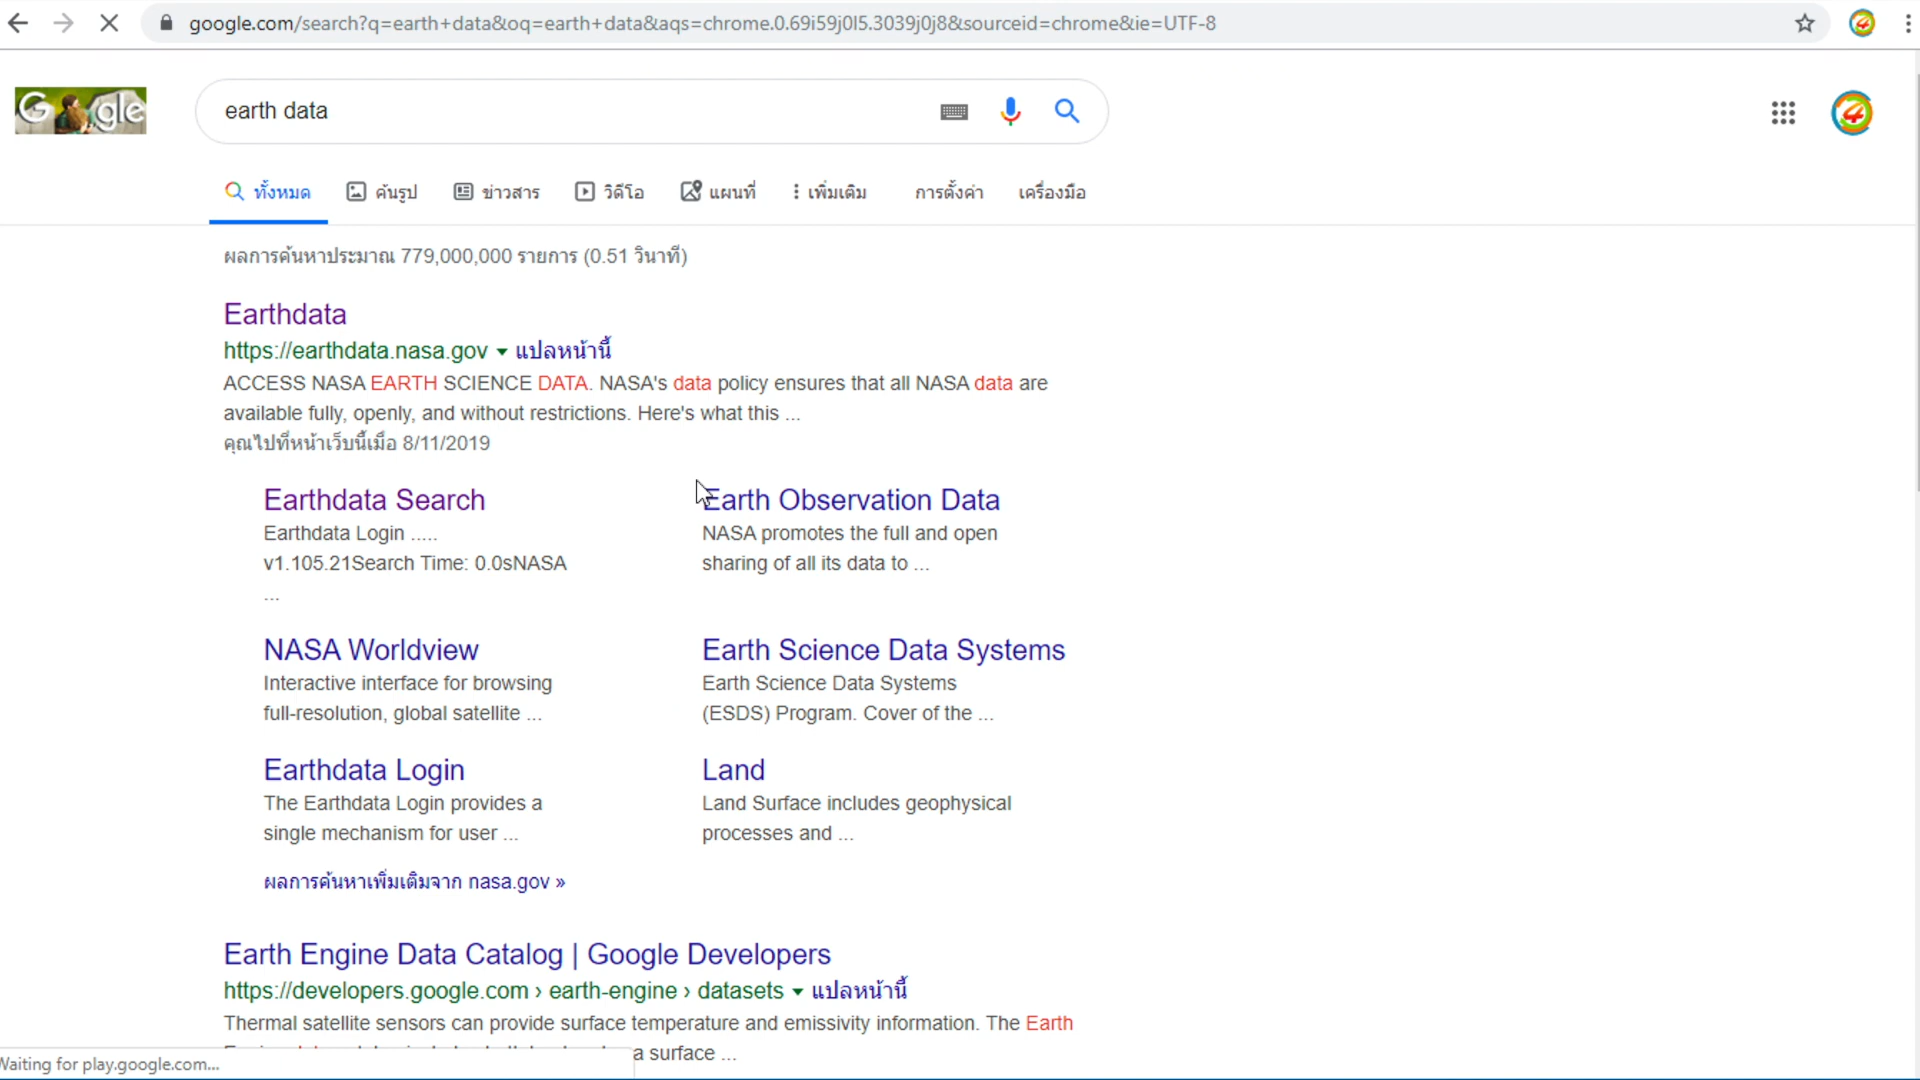 google.com/search?q=earth+data&oq=earth+data&aqs=chrome.0.69i59j0l5.3039j0j8&sourceid=chrome&ie=UTF-8
Google
earth data
ทั้งหมด ค้นรูป ข่าวสาร วิดีโอ แผนที่ เพิ่มเติม การตั้งค่า เครื่องมือ
ผลการค้นหาประมาณ 779,000,000 รายการ (0.51 วินาที)
Earthdata
https://earthdata.nasa.gov ▾ แปลหน้านี้
ACCESS NASA EARTH SCIENCE DATA. NASA's data policy ensures that all NASA data are
available fully, openly, and without restrictions. Here's what this ...
คุณไปที่หน้าเว็บนี้เมื่อ 8/11/2019
Earthdata Search
Earthdata Login .....
v1.105.21Search Time: 0.0sNASA
...
Earth Observation Data
NASA promotes the full and open
sharing of all its data to ...
NASA Worldview
Interactive interface for browsing
full-resolution, global satellite ...
Earth Science Data Systems
Earth Science Data Systems
(ESDS) Program. Cover of the ...
Earthdata Login
The Earthdata Login provides a
single mechanism for user ...
Land
Land Surface includes geophysical
processes and ...
ผลการค้นหาเพิ่มเติมจาก nasa.gov »
Earth Engine Data Catalog | Google Developers
https://developers.google.com › earth-engine › datasets ▾ แปลหน้านี้
Thermal satellite sensors can provide surface temperature and emissivity information. The Earth
a surface ...
Waiting for play.google.com...